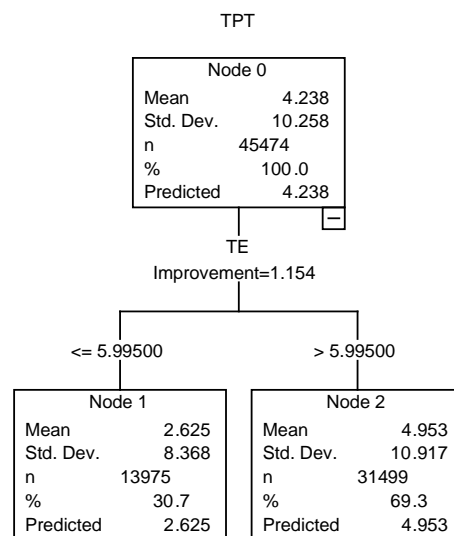 TPT
Node 0
Mean 4.238
Std. Dev. 10.258
n 45474
% 100.0
Predicted 4.238
TE
Improvement=1.154
<= 5.99500
> 5.99500
Node 1
Mean 2.625
Std. Dev. 8.368
n 13975
% 30.7
Predicted 2.625
Node 2
Mean 4.953
Std. Dev. 10.917
n 31499
% 69.3
Predicted 4.953